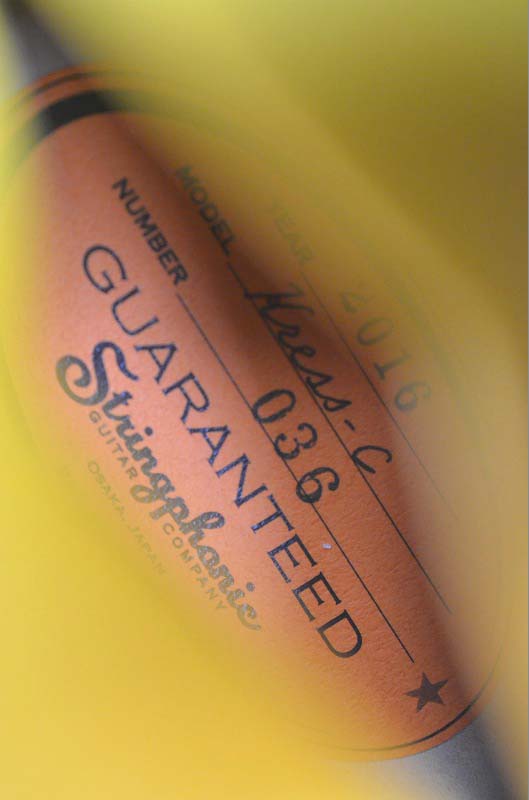 YEAR 2016
MODEL Kress-C
NUMBER 036
GUARANTEED
Stringphonic
GUITAR COMPANY
OSAKA, JAPAN